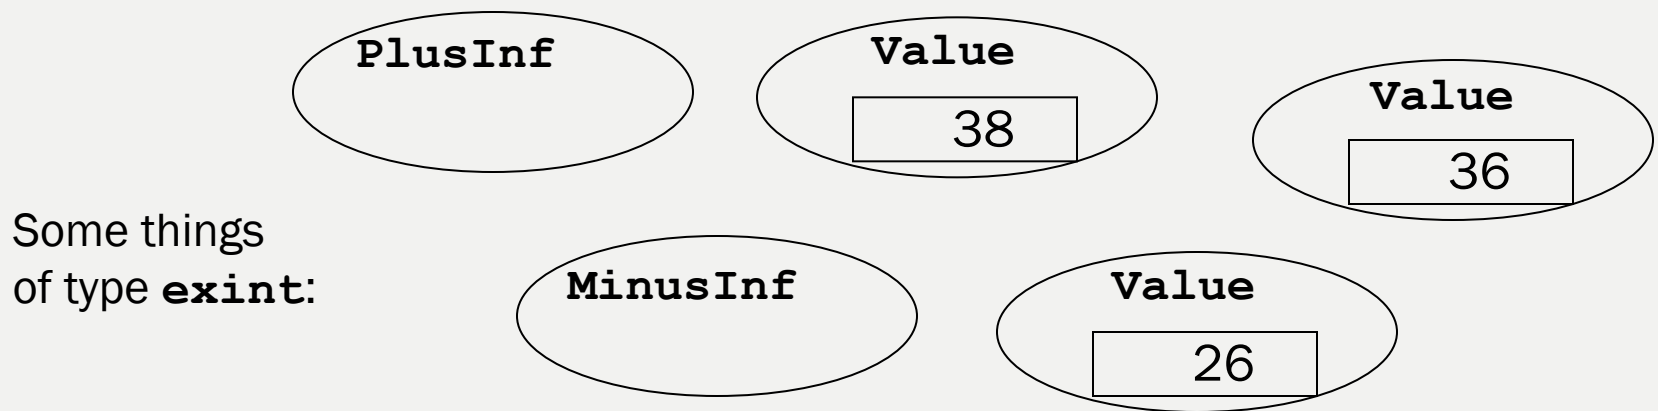 PlusInf
Value
38
Value
36
Some things
of type exint:
MinusInf
Value
26